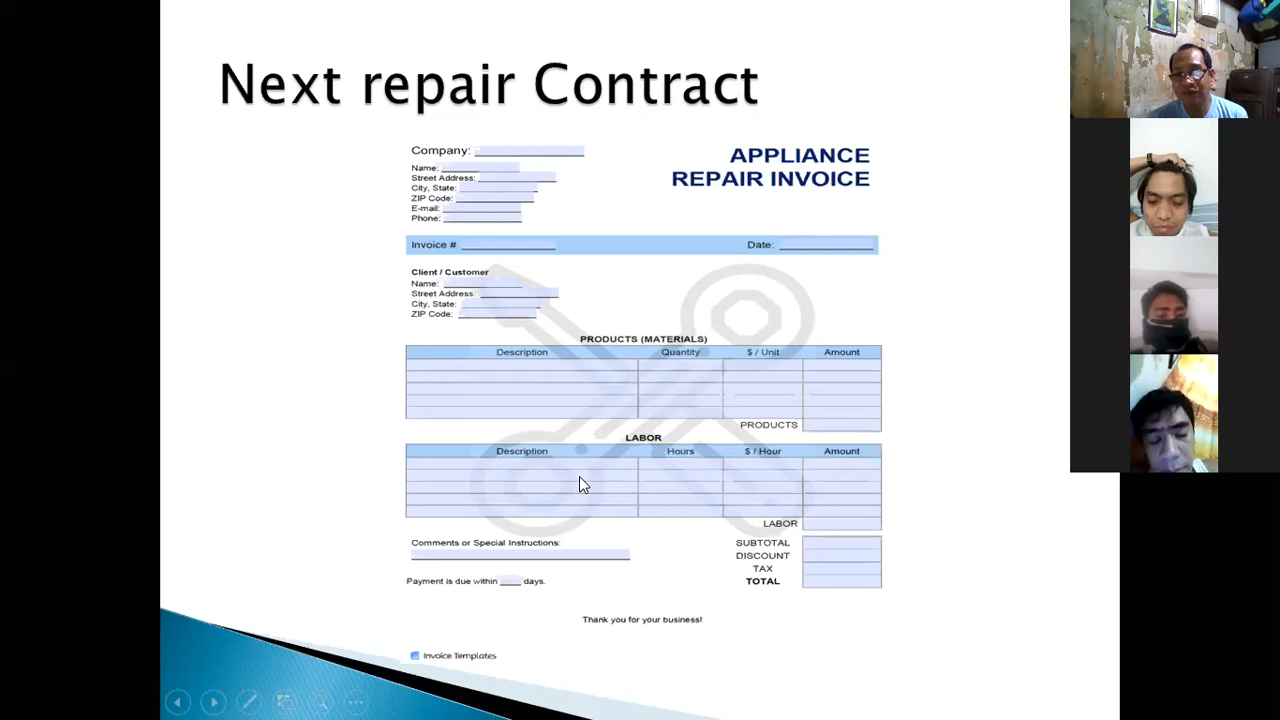 Next repair Contract
Company:
APPLIANCE
REPAIR INVOICE
Name:
Street Address:
City, State:
ZIP Code:
E-mail:
Phone:
Invoice # Date:
Client / Customer
Name:
Street Address:
City, State:
ZIP Code:
PRODUCTS (MATERIALS)
Description Quantity $ / Unit Amount
PRODUCTS
LABOR
Description Hours $ / Hour Amount
LABOR
Comments or Special Instructions:
SUBTOTAL
DISCOUNT
TAX
Payment is due within days.
TOTAL
Thank you for your business!
Invoice Templates